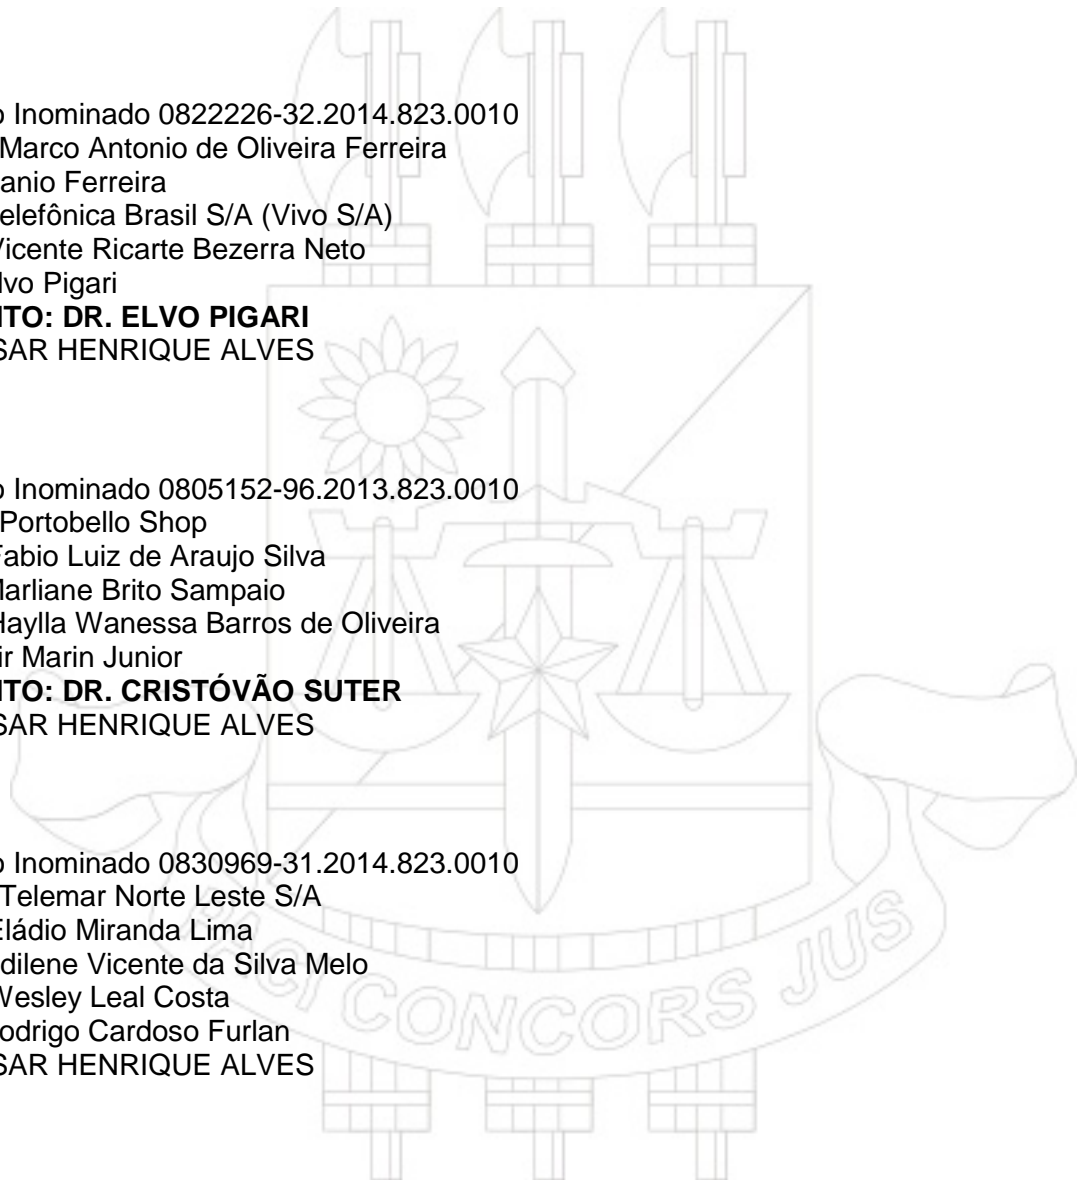 o Inominado 0822226-32.2014.823.0010
Marco Antonio de Oliveira Ferreira
anio Ferreira
elefônica Brasil S/A (Vivo S/A)
Vicente Ricarte Bezerra Neto
lvo Pigari
ITO: DR. ELVO PIGARI
SAR HENRIQUE ALVES
o Inominado 0805152-96.2013.823.0010
Portobello Shop
Fabio Luiz de Araujo Silva
Marliane Brito Sampaio
Haylla Wanessa Barros de Oliveira
ir Marin Junior
ITO: DR. CRISTÓVÃO SUTER
SAR HENRIQUE ALVES
o Inominado 0830969-31.2014.823.0010
Telemar Norte Leste S/A
Eládio Miranda Lima
dilene Vicente da Silva Melo
Wesley Leal Costa
odrigo Cardoso Furlan
SAR HENRIQUE ALVES
PACI CONCORS JUS